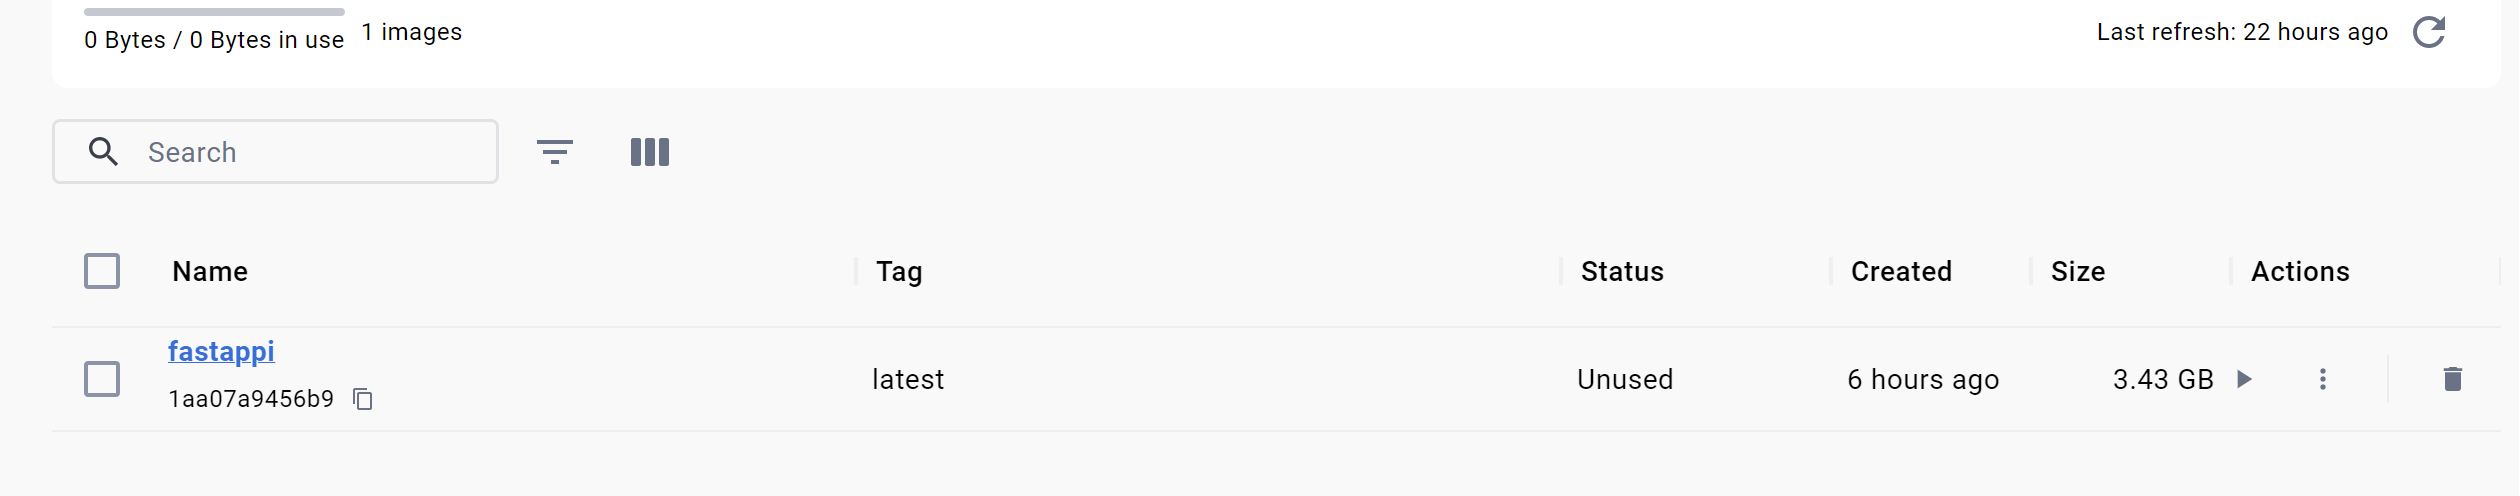 0 Bytes / 0 Bytes in use 1 images Last refresh: 22 hours ago
Search
Name Tag Status Created Size Actions
fastappi
latest Unused 6 hours ago 3.43 GB
1aa07a9456b9